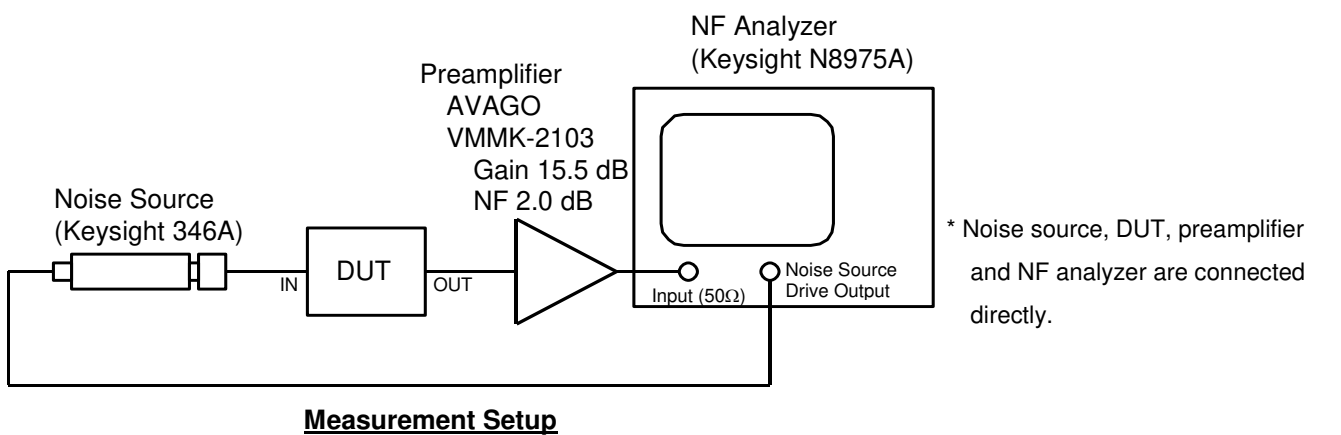 NF Analyzer
(Keysight N8975A)
Preamplifier
AVAGO
VMMK-2103
Gain 15.5 dB
NF 2.0 dB
Noise Source
(Keysight 346A)
IN
DUT
OUT
Input (50Ω)
Noise Source
Drive Output
* Noise source, DUT, preamplifier
and NF analyzer are connected
directly.
Measurement Setup